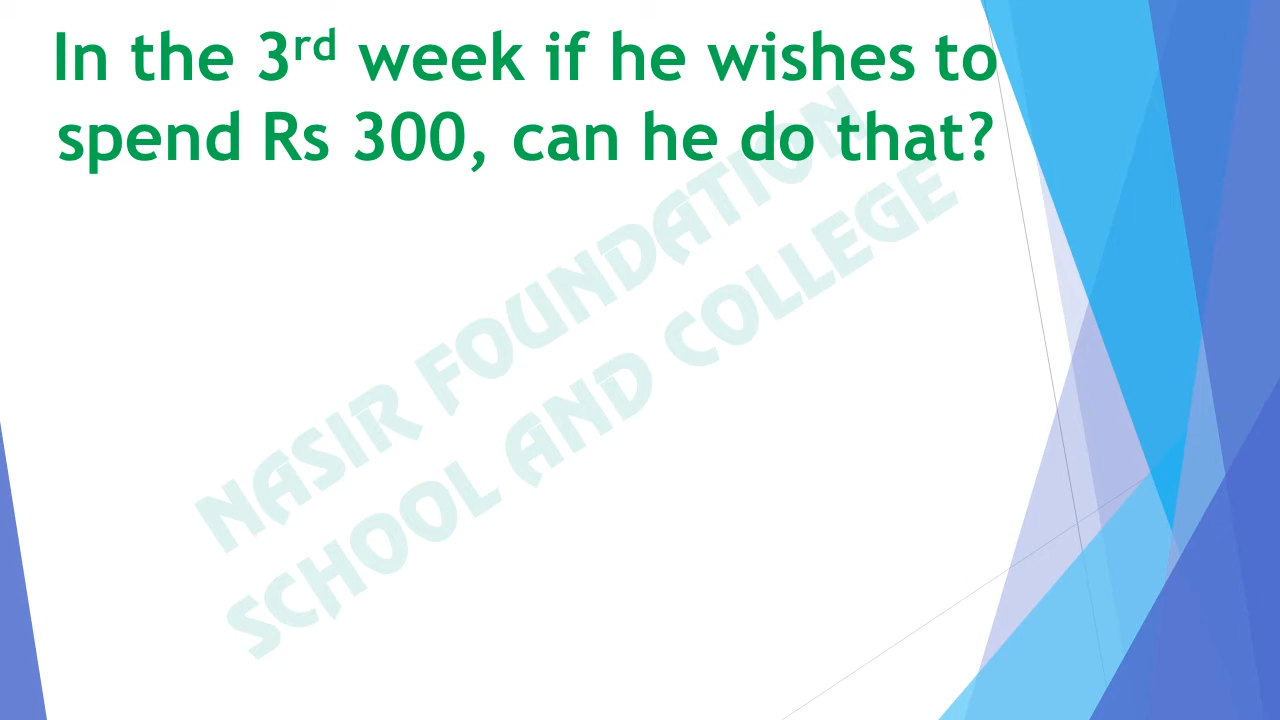 In the 3rd week if he wishes to
spend Rs 300, can he do that?
NASIR FOUNDATION
SCHOOL AND COLLEGE